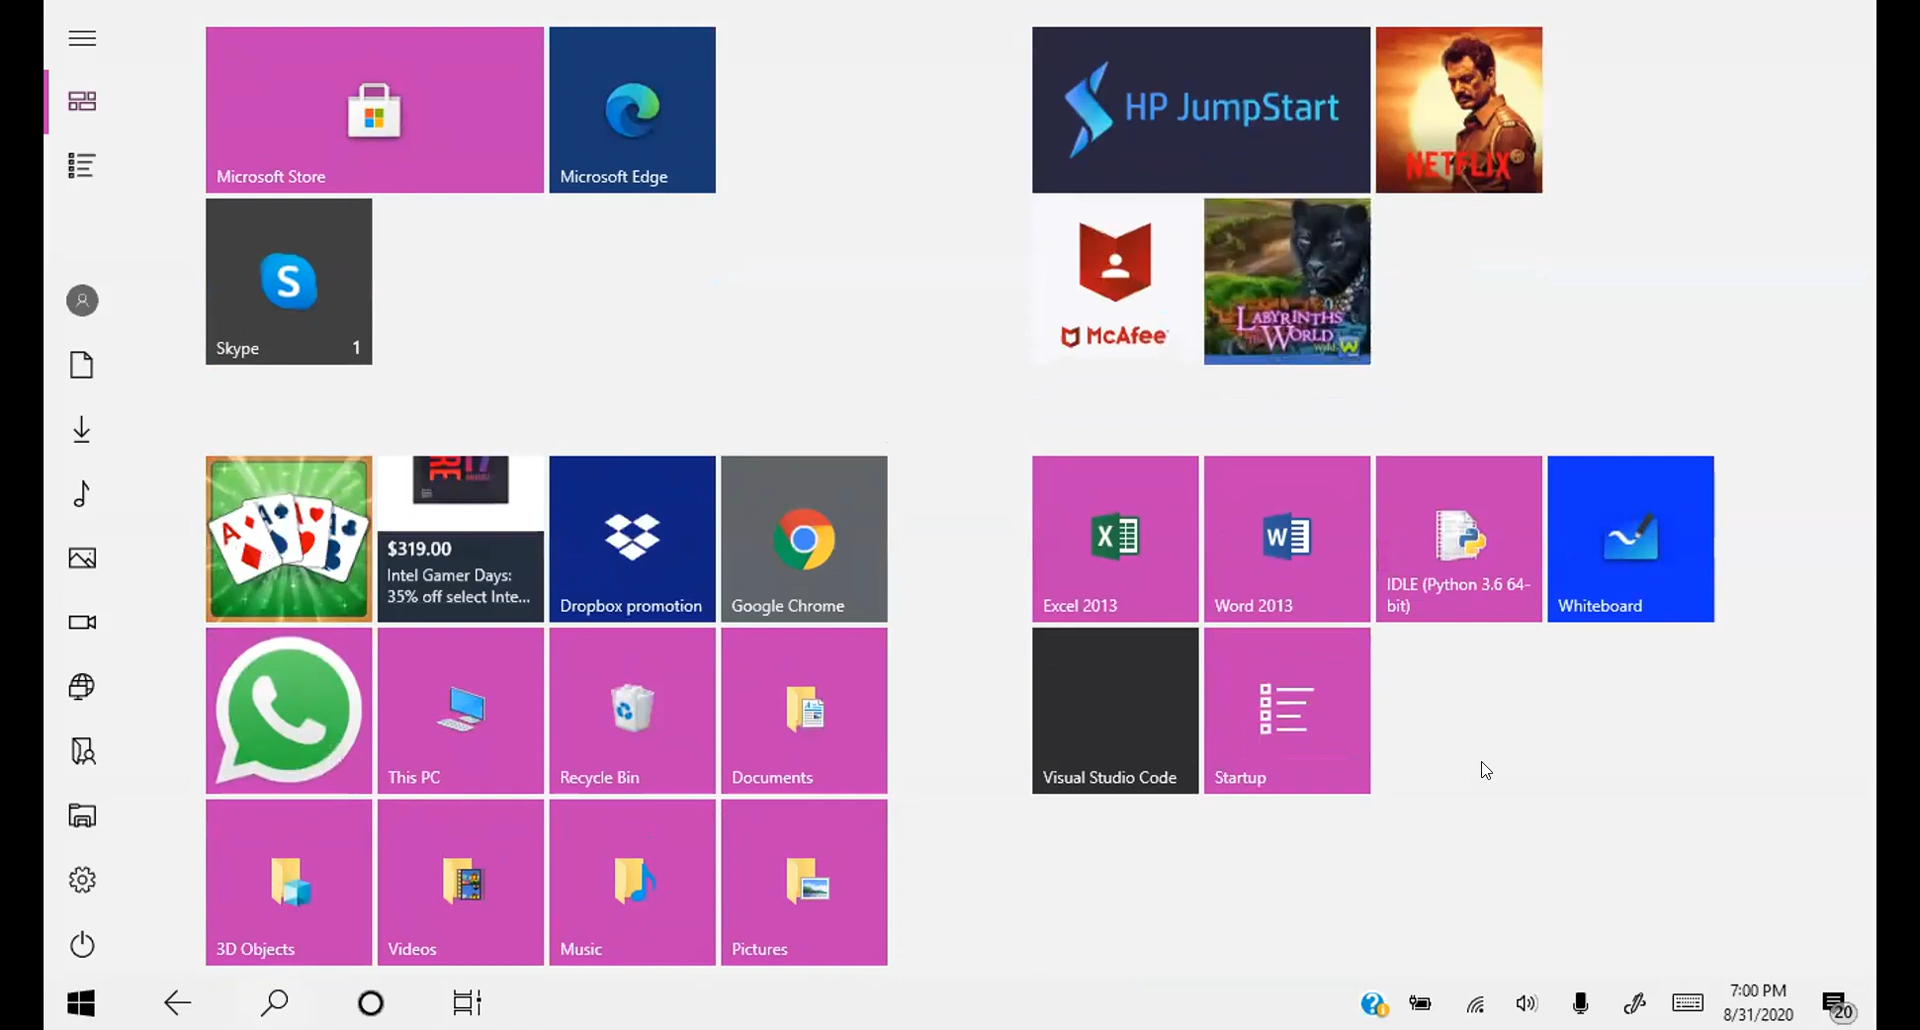 Microsoft Store
Microsoft Edge
HP JumpStart
NETFLIX
S
Skype
1
McAfee
LABYRINTHS
OF THE WORLD
W
A
$319.00
Intel Gamer Days:
35% off select Inte...
Dropbox promotion
Google Chrome
X
Excel 2013
W
Word 2013
IDLE (Python 3.6 64-
bit)
Whiteboard
This PC
Recycle Bin
Documents
Visual Studio Code
Startup
3D Objects
Videos
Music
Pictures
7:00 PM
8/31/2020
20